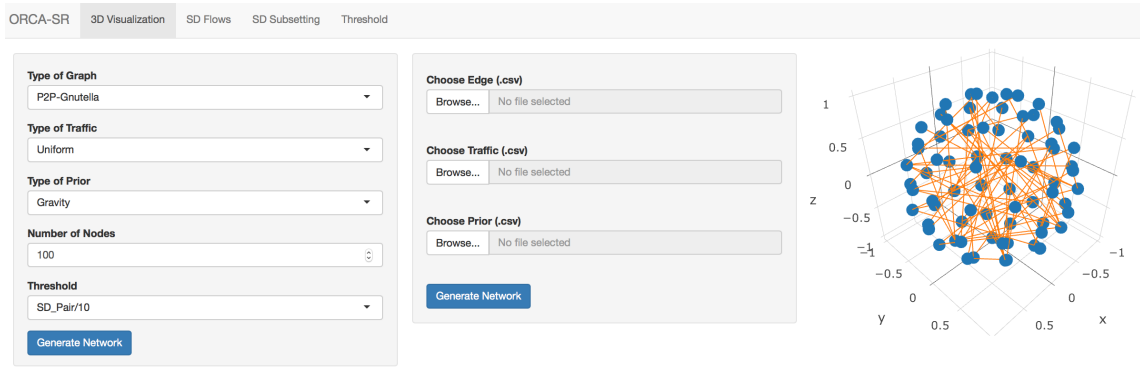 ORCA-SR 3D Visualization SD Flows SD Subsetting Threshold
Type of Graph
P2P-Gnutella
Type of Traffic
Uniform
Type of Prior
Gravity
Number of Nodes
100
Threshold
SD_Pair/10
Generate Network
Choose Edge (.csv)
Browse... No file selected
Choose Traffic (.csv)
Browse... No file selected
Choose Prior (.csv)
Browse... No file selected
Generate Network
1
0.5
0
z
−0.5
−1
−1
−0.5
0
y
0.5
−1
−0.5
0
x
0.5